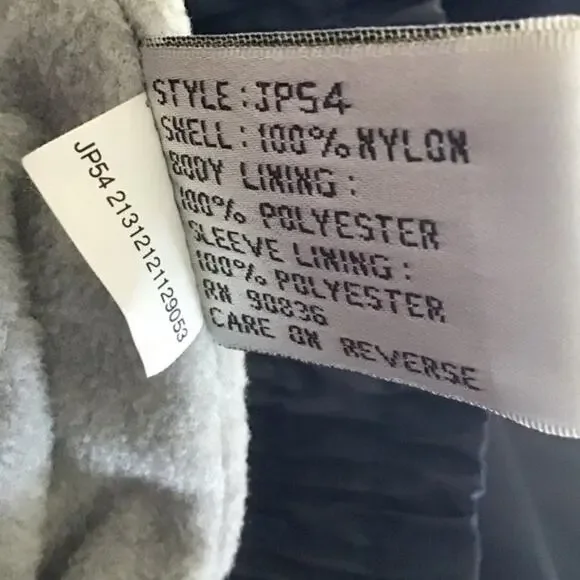 STYLE: JP54
SHELL: 100% NYLON
BODY LINING:
100% POLYESTER
SLEEVE LINING:
100% POLYESTER
RN 90836
CARE ON REVERSE
JP54 21312121129053